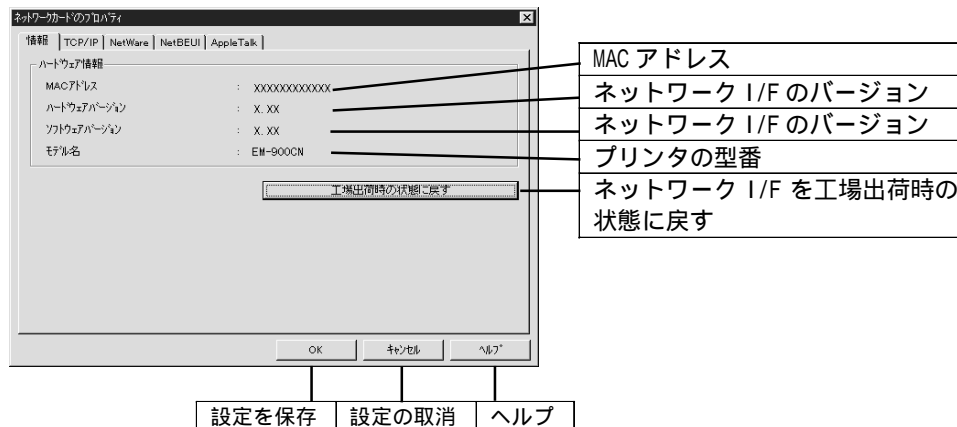 ネットワークカードのプロパティ
情報 TCP/IP NetWare NetBEUI AppleTalk
ハードウェア情報
MACアドレス : XXXXXXXXXXXX
ハードウェアバージョン : X.XX
ソフトウェアバージョン : X.XX
モデル名 : EM-900CN
工場出荷時の状態に戻す
MAC アドレス
ネットワーク I/F のバージョン
ネットワーク I/F のバージョン
プリンタの型番
ネットワーク I/F を工場出荷時の
状態に戻す
OK キャンセル ヘルプ
設定を保存 設定の取消 ヘルプ